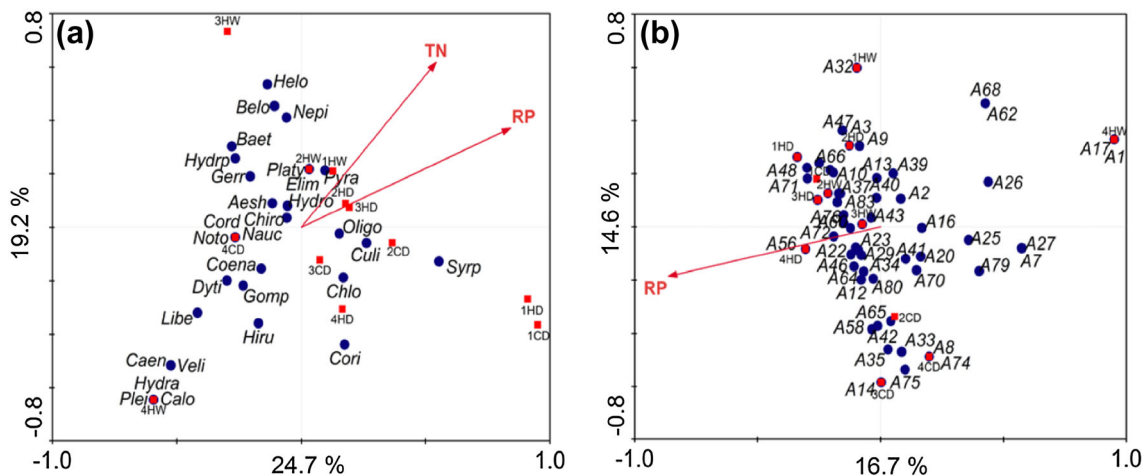 0.8
(a)
3HW
TN
Helo
Belo
Nepi
RP
Baet
Hydrp
2HW
1HW
Platy
Pyra
Gerr
Elim
Hydro
2HD
Aesh
3HD
Chiro
Cord
Oligo
Noto
Nauc
4CD
Culi
2CD
Coena
3CD
Syrp
Dyti
Gomp
Chlo
1HD
Libe
4HD
1CD
Hiru
Cori
Caen
Veli
Hydra
Plei
Calo
4HW
19.2 %
-0.8
-1.0
24.7 %
1.0
0.8
(b)
1HW
A32
A68
A62
4HW
A17
A1
A47
A3
2HD
A9
1HD
A66
A13
A39
A48
A10
A71
2HW
A37
A40
A26
3HD
A83
A2
3HW
A43
A16
A72
A56
A23
A25
A27
4HD
A22
A29
A41
A20
A7
A46
A34
A79
A64
A70
A12
A80
RP
A65
2CD
A58
A42
A33
A8
A35
4CD
A74
A14
A75
3CD
14.6 %
-0.8
-1.0
16.7 %
1.0